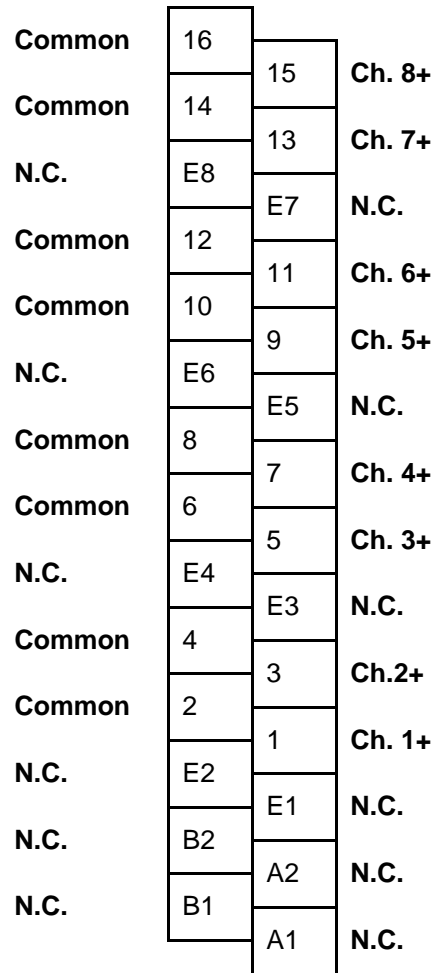 Common 16
15 Ch. 8+
Common 14
13 Ch. 7+
N.C. E8
E7 N.C.
Common 12
11 Ch. 6+
Common 10
9 Ch. 5+
N.C. E6
E5 N.C.
Common 8
7 Ch. 4+
Common 6
5 Ch. 3+
N.C. E4
E3 N.C.
Common 4
3 Ch.2+
Common 2
1 Ch. 1+
N.C. E2
E1 N.C.
N.C. B2
A2 N.C.
N.C. B1
A1 N.C.